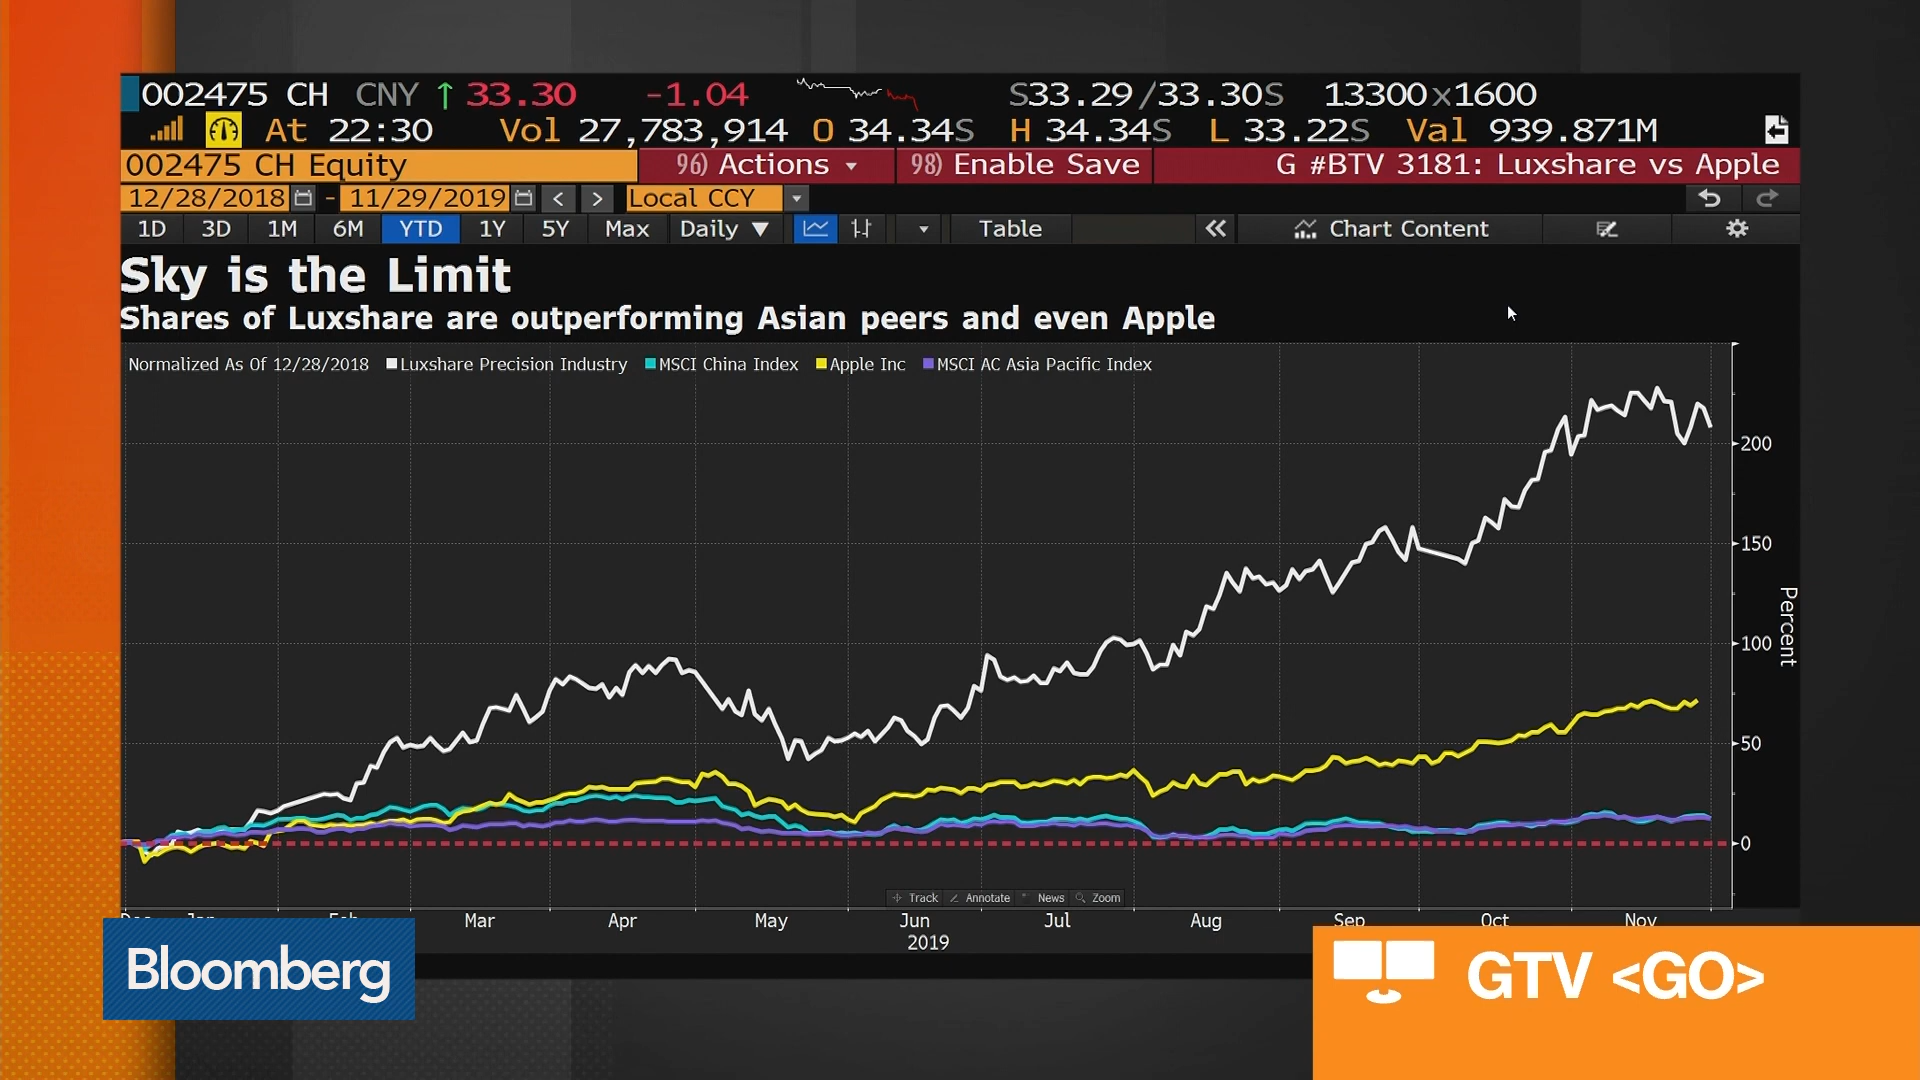 002475 CH CNY ↑ 33.30 -1.04 S33.29/33.30S 13300x1600
At 22:30 Vol 27,783,914 O 34.34S H 34.34S L 33.22S Val 939.871M
002475 CH Equity 96) Actions 98) Enable Save G #BTV 3181: Luxshare vs Apple
12/28/2018 - 11/29/2019 < > Local CCY
1D 3D 1M 6M YTD 1Y 5Y Max Daily ▼ Table « Chart Content
Sky is the Limit
Shares of Luxshare are outperforming Asian peers and even Apple
Normalized As Of 12/28/2018 Luxshare Precision Industry MSCI China Index Apple Inc MSCI AC Asia Pacific Index
200
150
100
50
0
Percent
Track Annotate News Zoom
Mar Apr May Jun Jul Aug Sep Oct Nov
2019
Bloomberg
GTV <GO>